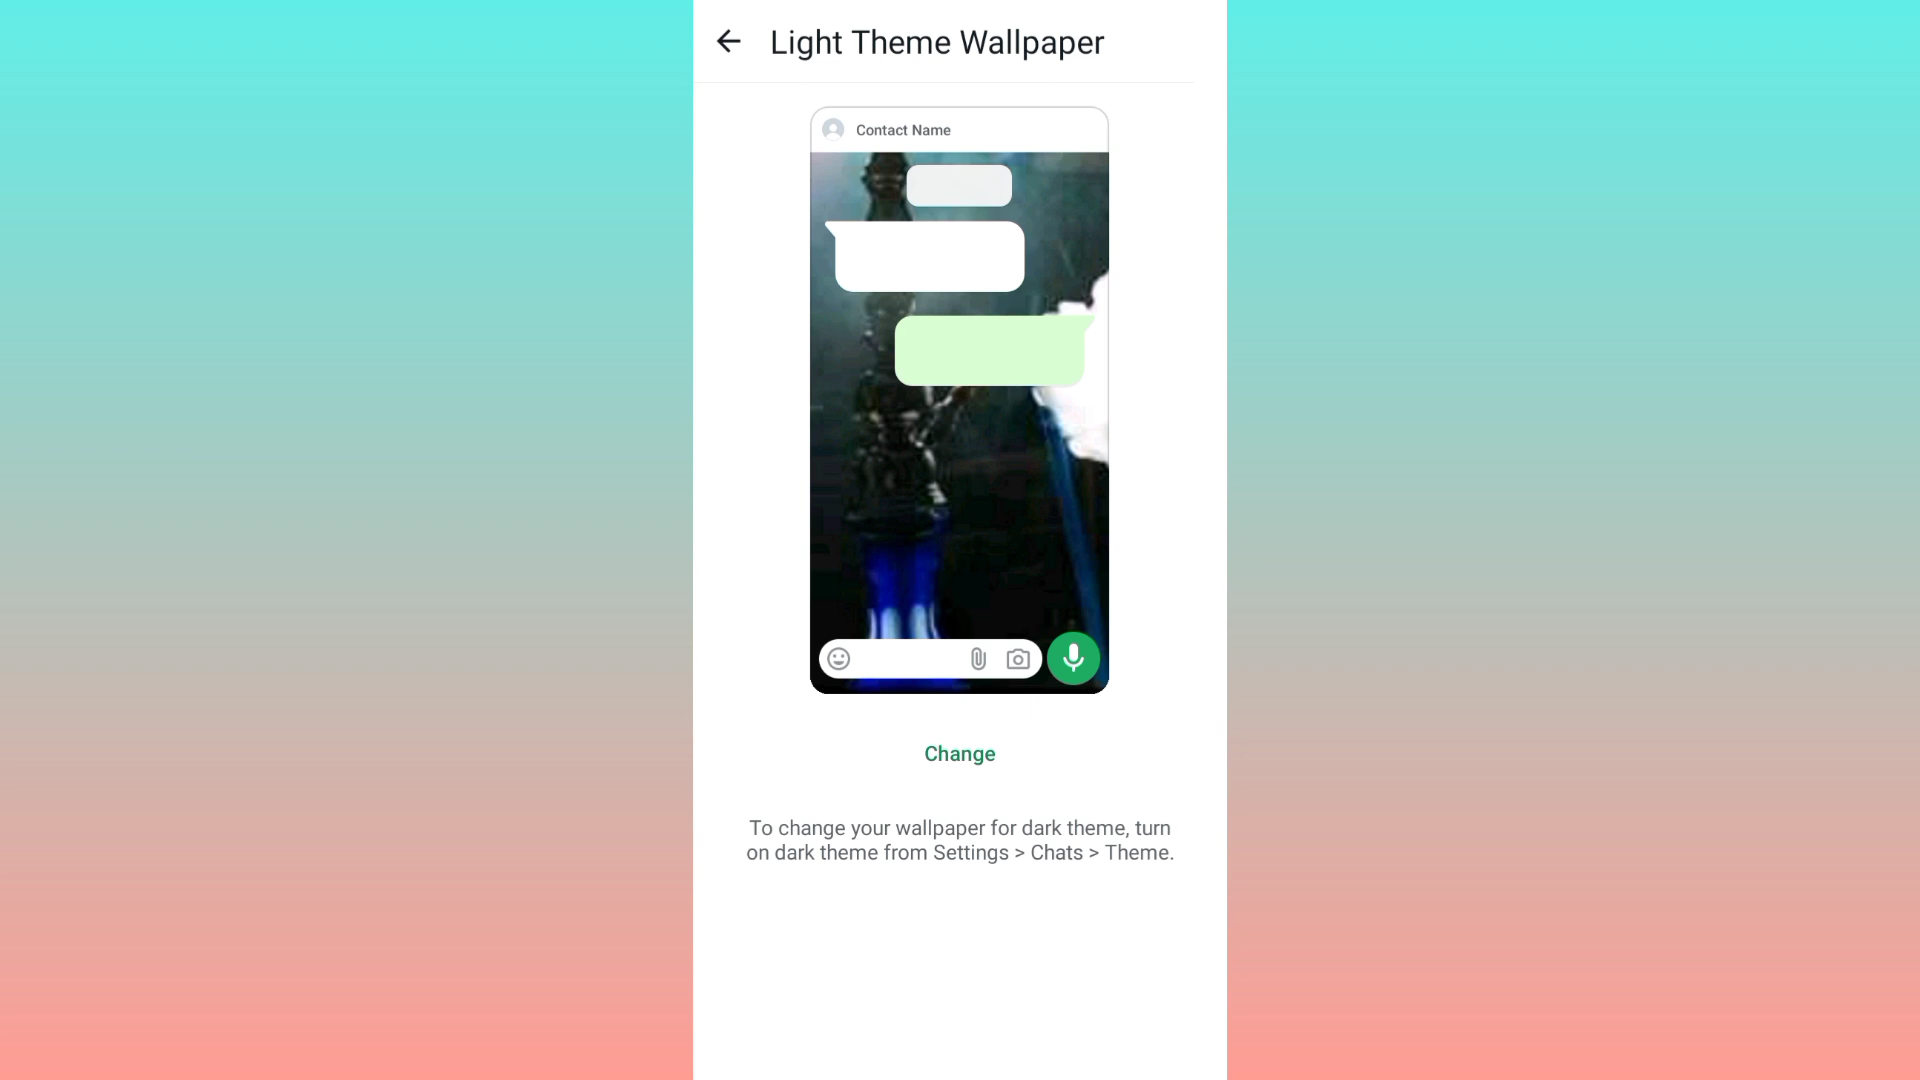 Light Theme Wallpaper
Contact Name
Change
To change your wallpaper for dark theme, turn
on dark theme from Settings > Chats > Theme.